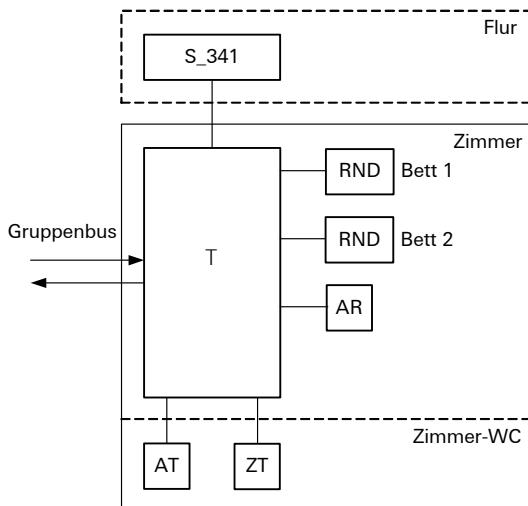 Flur
S_341
Zimmer
RND Bett 1
Gruppenbus
RND Bett 2
T
AR
Zimmer-WC
AT ZT